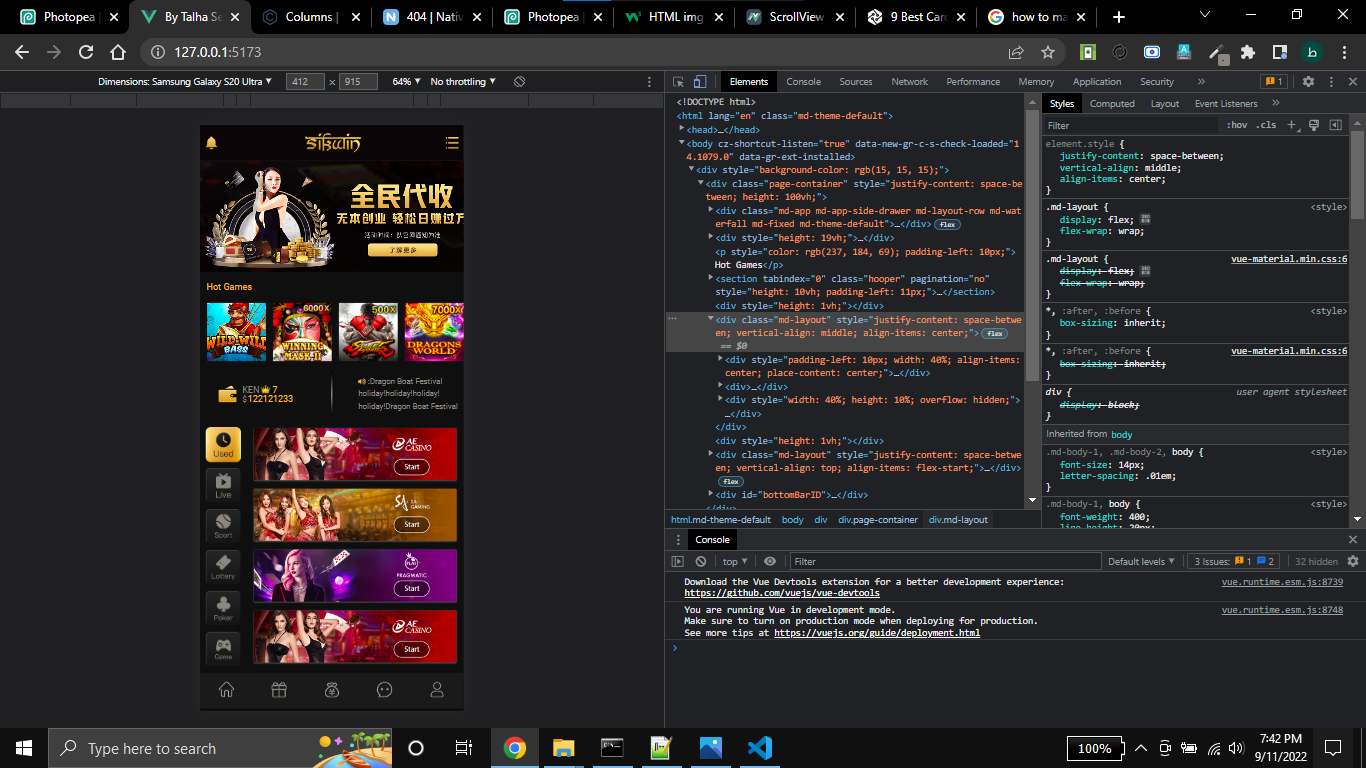 Photopea |
By Talha Se
Columns |
404 | Nativ
Photopea |
HTML img
ScrollView
9 Best Car
how to ma
127.0.0.1:5173
b
Dimensions: Samsung Galaxy S20 Ultra
412 × 915
64%
No throttling
Elements
Console
Sources
Network
Performance
Memory
Application
Security
»
1
<!DOCTYPE html>
<html lang="en" class="md-theme-default">
<head>…</head>
<body cz-shortcut-listen="true" data-new-gr-c-s-check-loaded="1
4.1079.0" data-gr-ext-installed>
<div style="background-color: rgb(15, 15, 15);">
<div class="page-container" style="justify-content: space-be
tween; height: 100vh;">
<div class="md-app md-app-side-drawer md-layout-row md-wat
erfall md-fixed md-theme-default">…</div> flex
<div style="height: 19vh;">…</div>
<p style="color: rgb(237, 184, 69); padding-left: 10px;">
Hot Games</p>
<section tabindex="0" class="hooper" pagination="no"
style="height: 10vh; padding-left: 11px;">…</section>
<div style="height: 1vh;"></div>
<div class="md-layout" style="justify-content: space-betwe
en; vertical-align: middle; align-items: center;"> flex
== $0
<div style="padding-left: 10px; width: 40%; align-items:
center; place-content: center;">…</div>
<div>…</div>
<div style="width: 40%; height: 10%; overflow: hidden;">
…</div>
</div>
<div style="height: 1vh;"></div>
<div class="md-layout" style="justify-content: space-betwe
en; vertical-align: top; align-items: flex-start;">…</div>
flex
<div id="bottomBarID">…</div>
</div>
html.md-theme-default body div div.page-container div.md-layout
Styles
Computed
Layout
Event Listeners
»
Filter
:hov .cls
element.style {
justify-content: space-between;
vertical-align: middle;
align-items: center;
}
.md-layout { <style>
display: flex;
flex-wrap: wrap;
}
.md-layout { vue-material.min.css:6
display: flex;
flex-wrap: wrap;
}
*, :after, :before { <style>
box-sizing: inherit;
}
*, :after, :before { vue-material.min.css:6
box-sizing: inherit;
}
div { user agent stylesheet
display: block;
}
Inherited from body
.md-body-1, .md-body-2, body { <style>
font-size: 14px;
letter-spacing: .01em;
}
.md-body-1, body { <style>
font-weight: 400;
line-height: 20px;
sikwin
全民代收
无本创业 轻松日赚过万
了解更多
Hot Games
WILD WILD
BASS
6000X
WINNING
MASK II
500X
7000X
DRAGONS
WORLD
KEN 7
$122121233
:Dragon Boat Festival
holiday!holiday!holiday!
holiday!Dragon Boat Festival
Used
Live
Sport
Lottery
Poker
Game
AE
CASINO
Start
SA
GAMING
Start
PLAY
PRAGMATIC
Start
AE
CASINO
Start
Console
top
Filter
Default levels
3 Issues: 1 2
32 hidden
Download the Vue Devtools extension for a better development experience: vue.runtime.esm.js:8739
https://github.com/vuejs/vue-devtools
You are running Vue in development mode. vue.runtime.esm.js:8748
Make sure to turn on production mode when deploying for production.
See more tips at https://vuejs.org/guide/deployment.html
Type here to search
100%
7:42 PM
9/11/2022